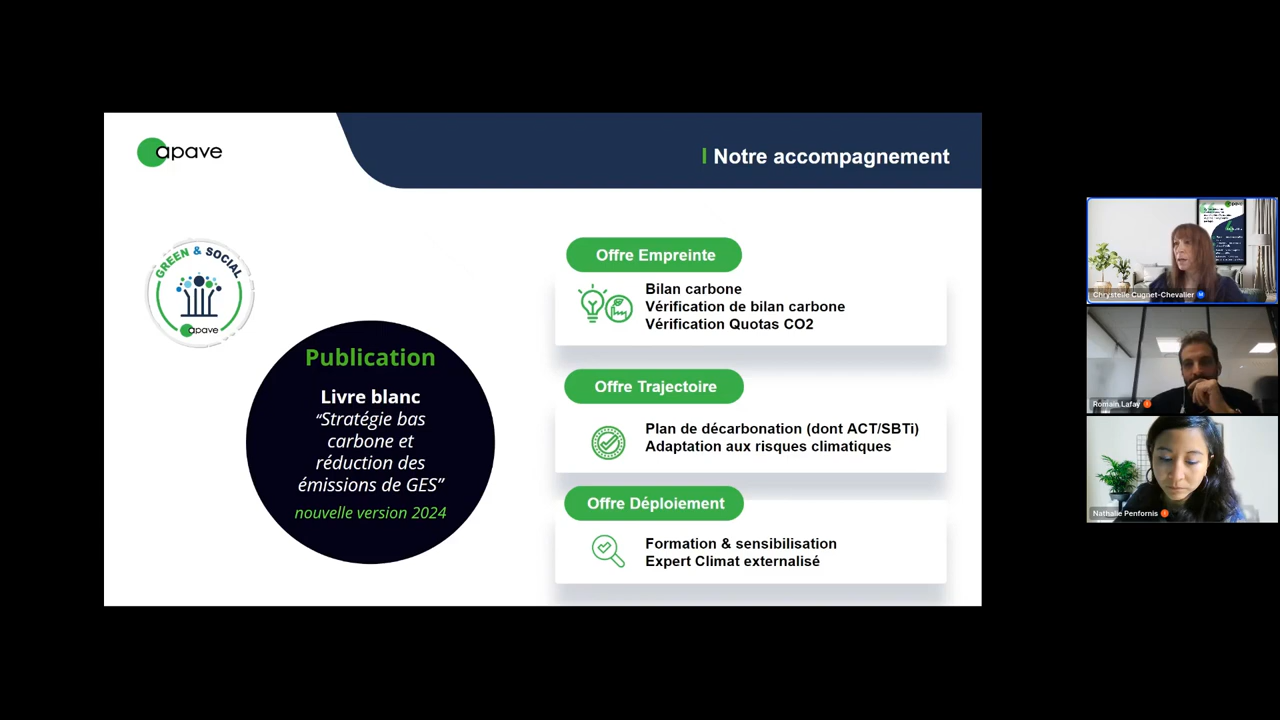 apave
Notre accompagnement
GREEN & SOCIAL
apave
Publication
Livre blanc
“Stratégie bas
carbone et
réduction des
émissions de GES”
nouvelle version 2024
Offre Empreinte
Bilan carbone
Vérification de bilan carbone
Vérification Quotas CO2
Offre Trajectoire
Plan de décarbonation (dont ACT/SBTi)
Adaptation aux risques climatiques
Offre Déploiement
Formation & sensibilisation
Expert Climat externalisé
apave
Chrystelle Cugnet-Chevalier
Romain Lafay
Nathalie Penfornis